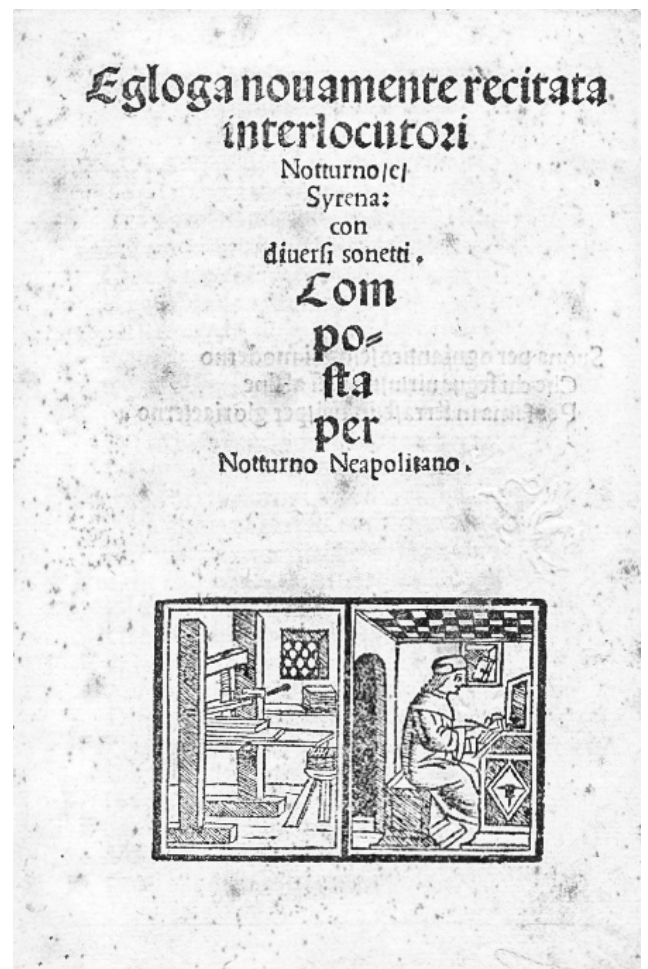 Egloga nouamente recitata
interlocutori
Notturno/e/
Syrena:
con
diuerſi sonetti.
Com
po-
ſta
per
Notturno Neapolitano.